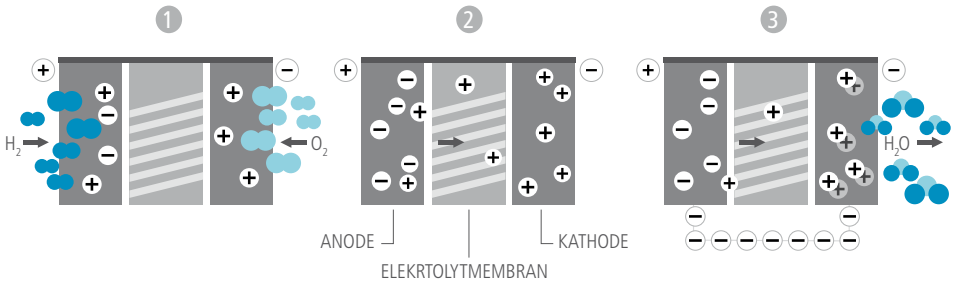 1 2 3
H2 O2 H2O
ANODE KATHODE
ELEKRTOLYTMEMBRAN